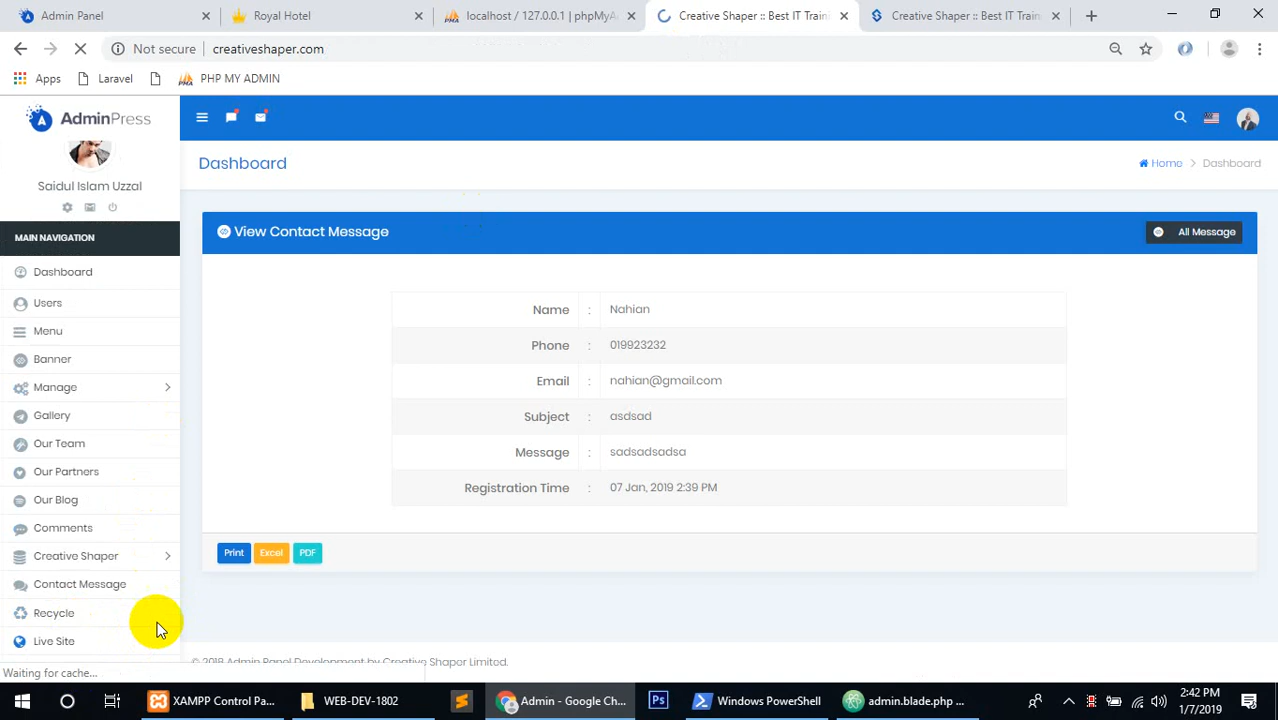 Admin Panel
Royal Hotel
localhost / 127.0.0.1 | phpMyA
Creative Shaper :: Best IT Train
Creative Shaper :: Best IT Train
Not secure
creativeshaper.com
Apps
Laravel
PHP MY ADMIN
AdminPress
Saidul Islam Uzzal
MAIN NAVIGATION
Dashboard
Users
Menu
Banner
Manage
Gallery
Our Team
Our Partners
Our Blog
Comments
Creative Shaper
Contact Message
Recycle
Live Site
Waiting for cache...
Dashboard
Home > Dashboard
View Contact Message
All Message
Name : Nahian
Phone : 019923232
Email : nahian@gmail.com
Subject : asdsad
Message : sadsadsadsa
Registration Time : 07 Jan, 2019 2:39 PM
Print
Excel
PDF
© 2018 Admin Panel Development by Creative Shaper Limited.
XAMPP Control Pa...
WEB-DEV-1802
Admin - Google Ch...
Windows PowerShell
admin.blade.php ...
2:42 PM
1/7/2019